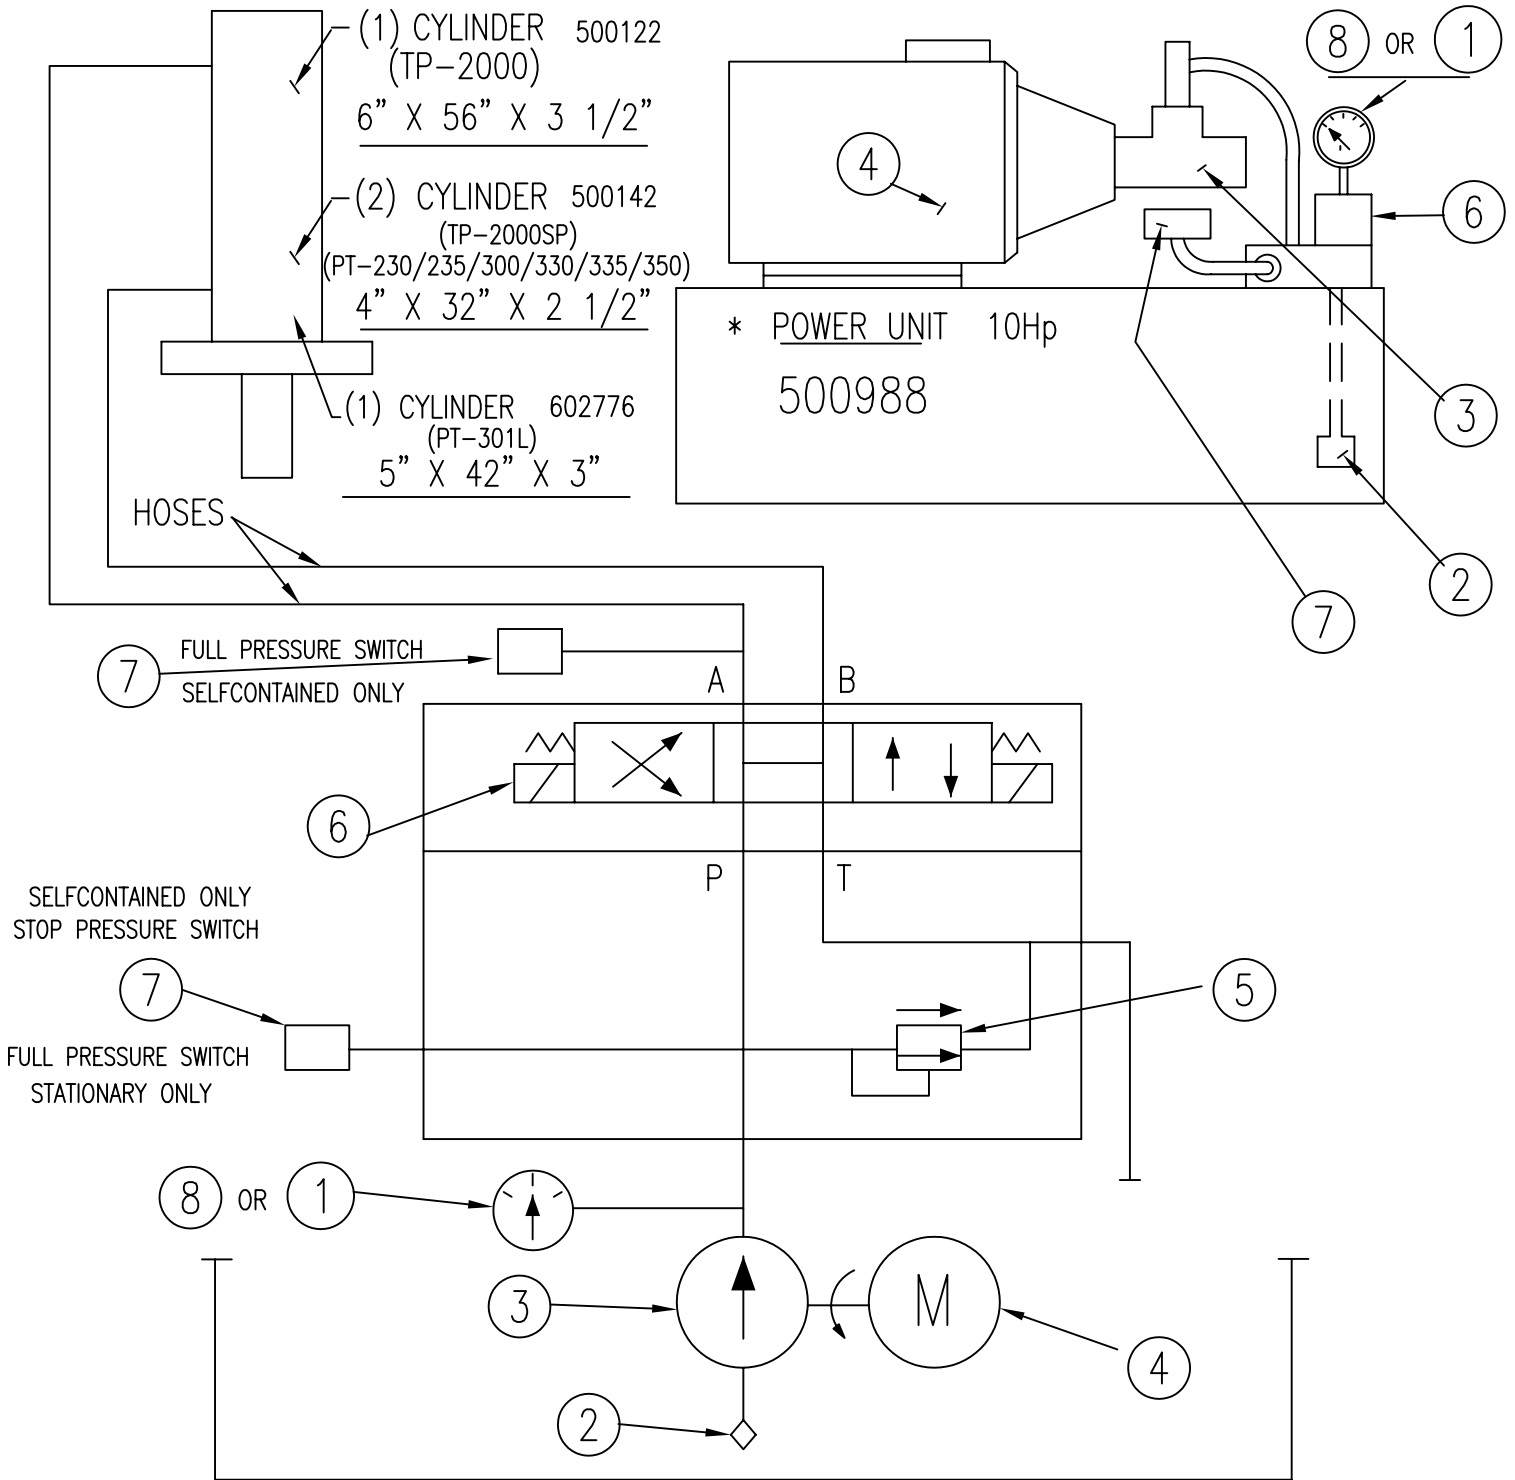 (1) CYLINDER 500122
(TP-2000)
6” X 56” X 3 1/2”
(2) CYLINDER 500142
(TP-2000SP)
(PT-230/235/300/330/335/350)
4” X 32” X 2 1/2”
(1) CYLINDER 602776
(PT-301L)
5” X 42” X 3”
HOSES
8 OR 1
4
6
* POWER UNIT 10Hp
500988
3
2
7
7 FULL PRESSURE SWITCH
SELFCONTAINED ONLY
A B
6
P T
SELFCONTAINED ONLY
STOP PRESSURE SWITCH
7
5
FULL PRESSURE SWITCH
STATIONARY ONLY
8 OR 1
3
M
4
2